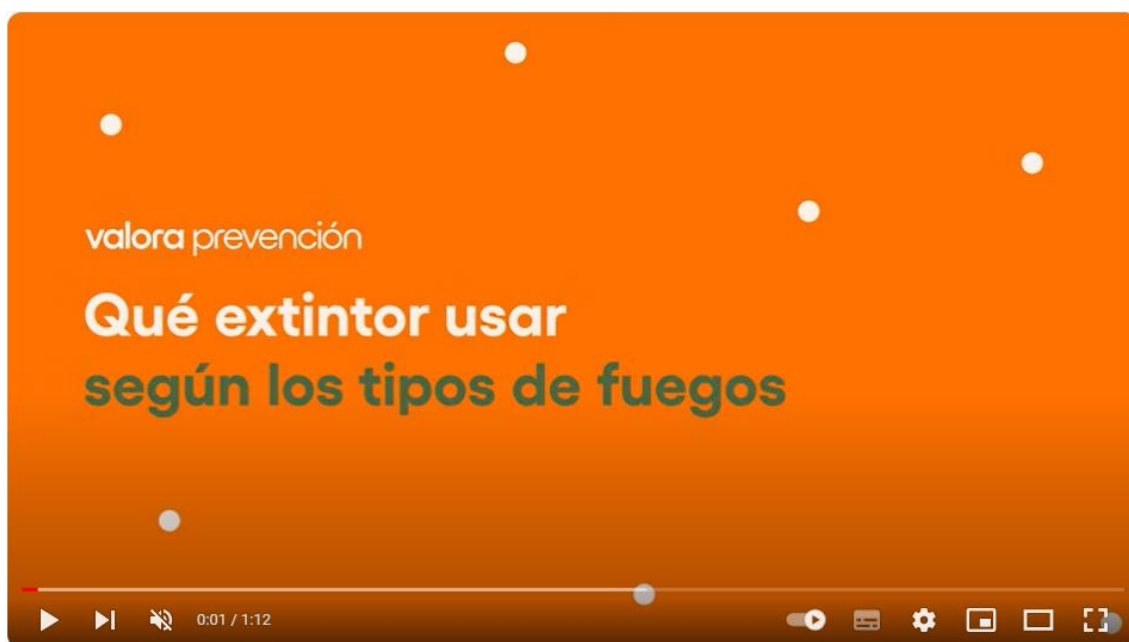 valora prevención
Qué extintor usar
según los tipos de fuegos
0:01 / 1:12